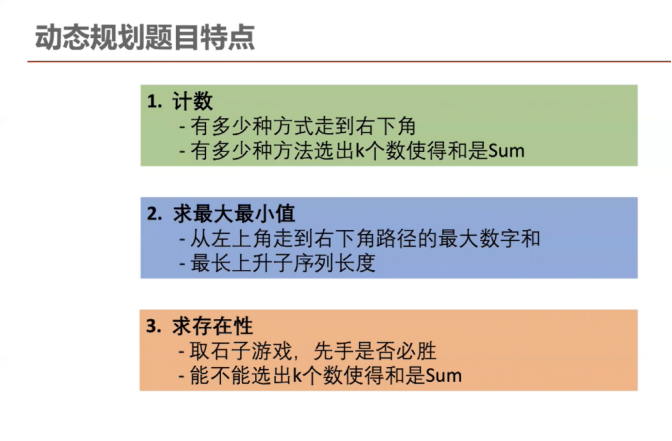 动态规划题目特点
1. 计数
- 有多少种方式走到右下角
- 有多少种方法选出k个数使得和是Sum
2. 求最大最小值
- 从左上角走到右下角路径的最大数字和
- 最长上升子序列长度
3. 求存在性
- 取石子游戏，先手是否必胜
- 能不能选出k个数使得和是Sum